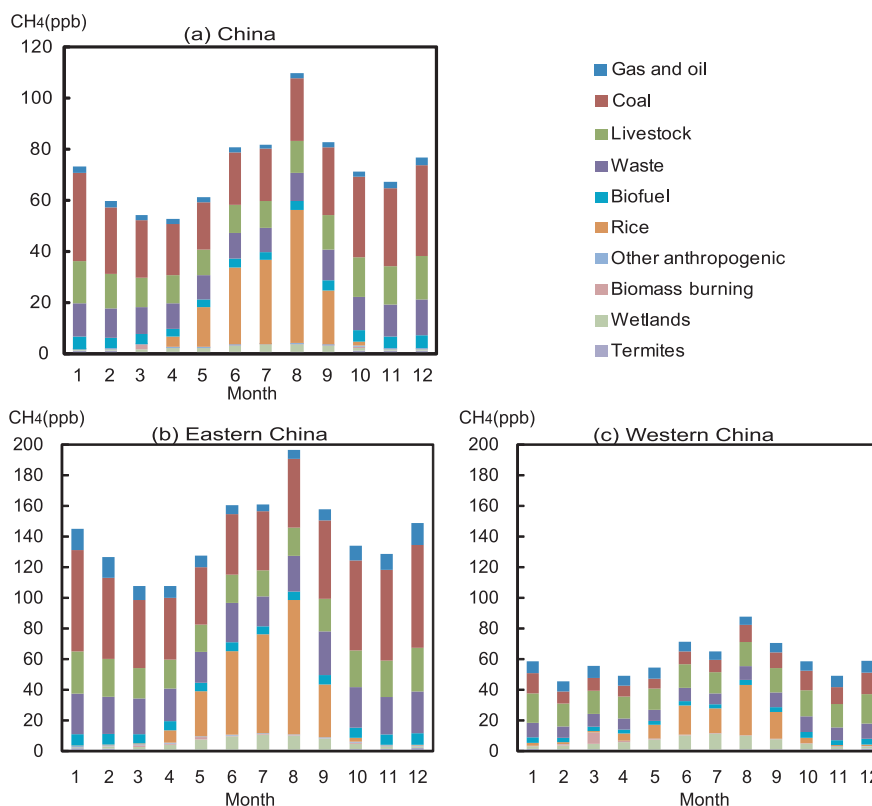 CH4(ppb)
(a) China
120
100
80
60
40
20
0
1 2 3 4 5 6 7 8 9 10 11 12
Month
Gas and oil
Coal
Livestock
Waste
Biofuel
Rice
Other anthropogenic
Biomass burning
Wetlands
Termites
CH4(ppb)
(b) Eastern China
200
180
160
140
120
100
80
60
40
20
0
1 2 3 4 5 6 7 8 9 10 11 12
Month
CH4(ppb)
(c) Western China
200
180
160
140
120
100
80
60
40
20
0
1 2 3 4 5 6 7 8 9 10 11 12
Month